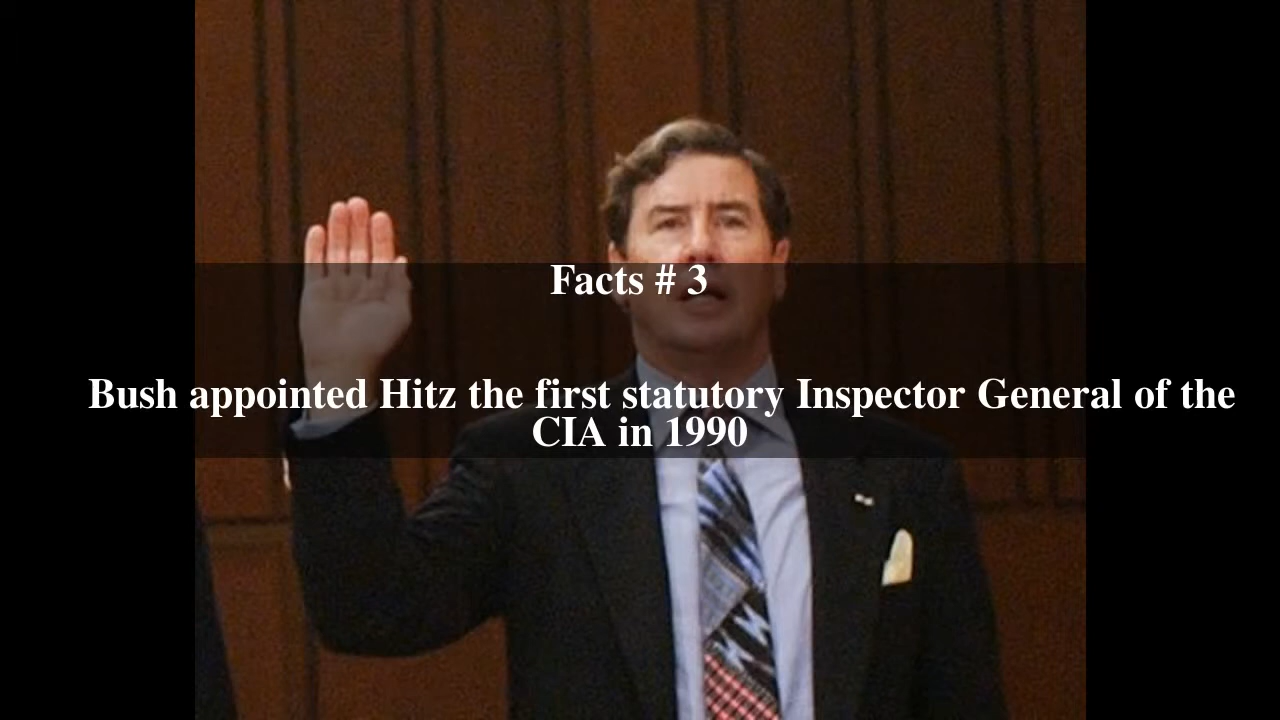 Facts # 3
Bush appointed Hitz the first statutory Inspector General of the
CIA in 1990